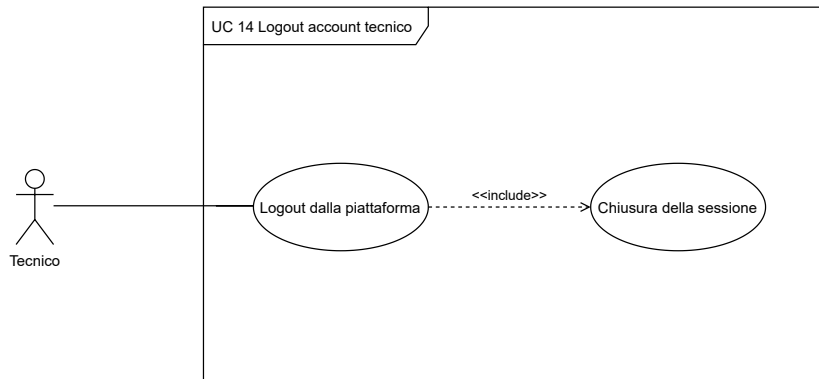 UC 14 Logout account tecnico
<<include>>
Logout dalla piattaforma
Chiusura della sessione
Tecnico